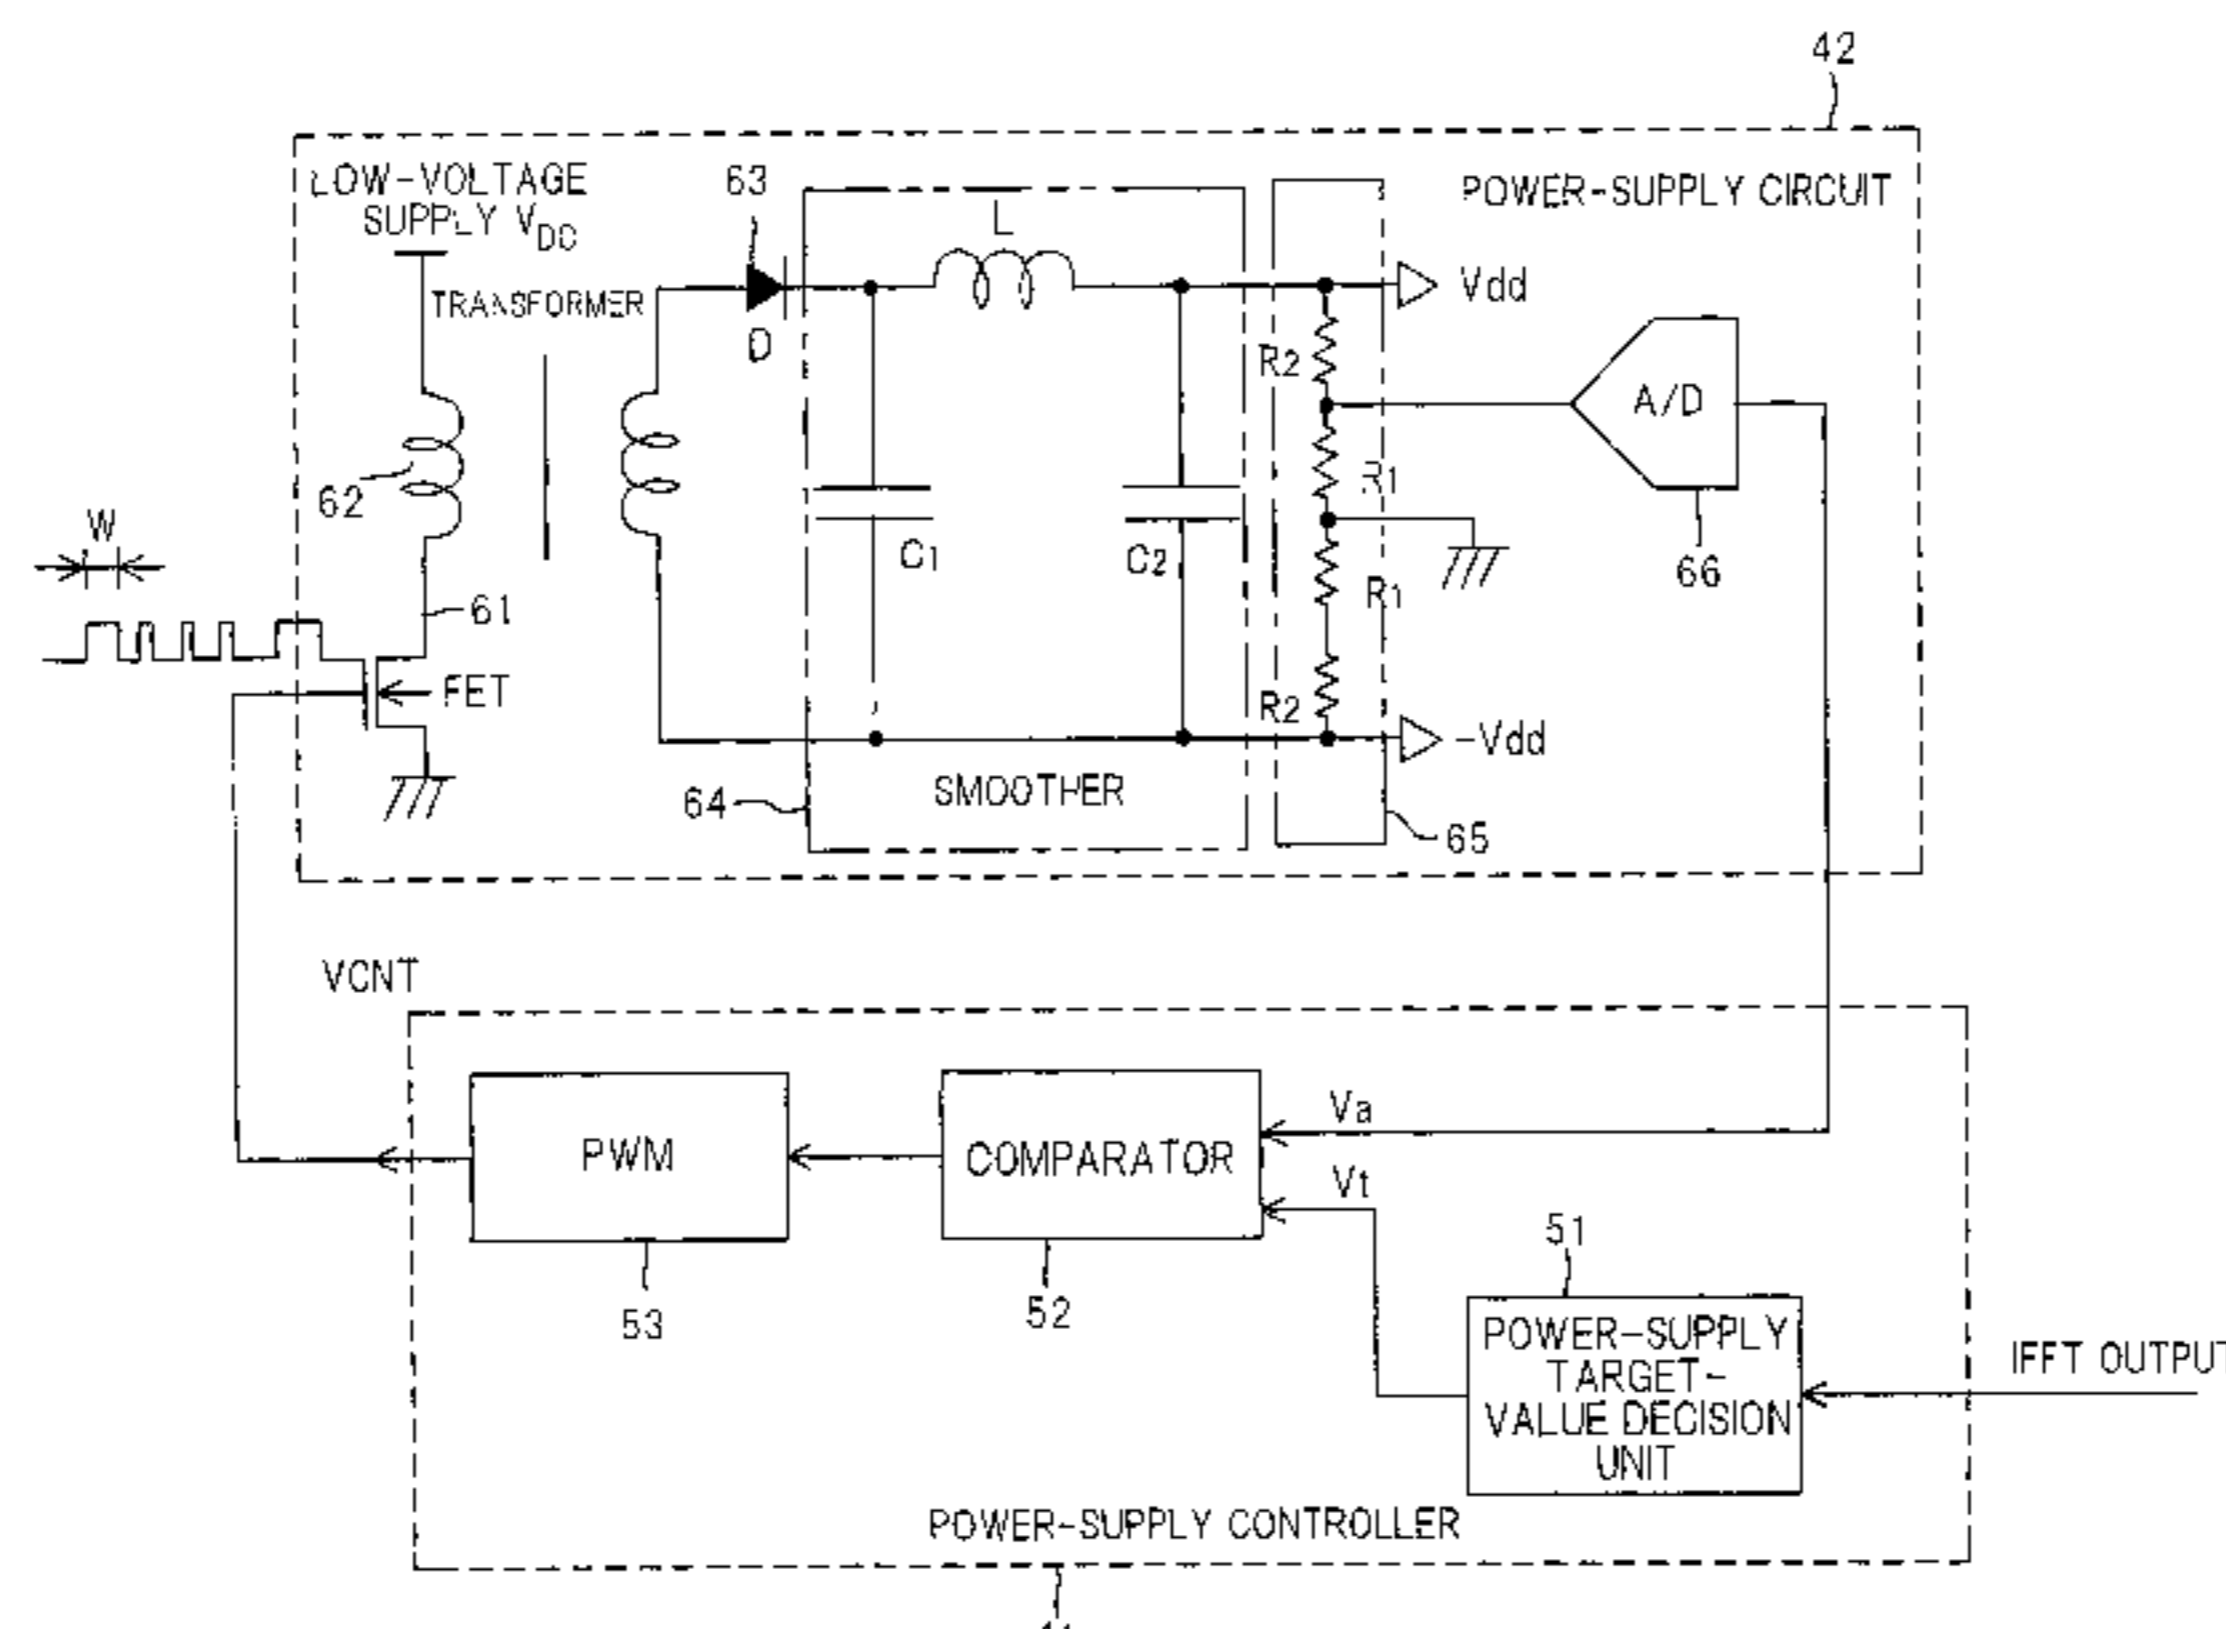 42
LOW-VOLTAGE
SUPPLY VDC
63
POWER-SUPPLY CIRCUIT
L
TRANSFORMER
Vdd
D
R2
A/D
62
R1
W
C1
C2
66
R1
61
FET
R2
-Vdd
64
SMOOTHER
65
VCNT
Va
PWM
COMPARATOR
Vt
51
53
52
POWER-SUPPLY
TARGET-
VALUE DECISION
UNIT
IFFT OUTPUT
POWER-SUPPLY CONTROLLER